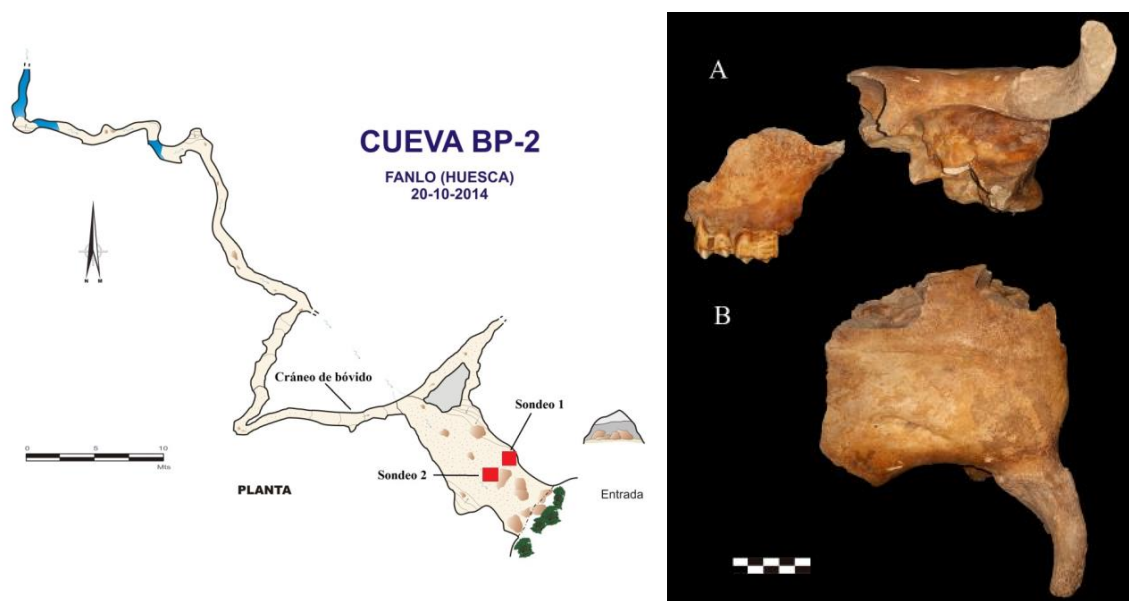 CUEVA BP-2
FANLO (HUESCA)
20-10-2014
N M
Cráneo de bóvido
Sondeo 1
Sondeo 2
0 5 10
Mts
PLANTA
Entrada
A
B